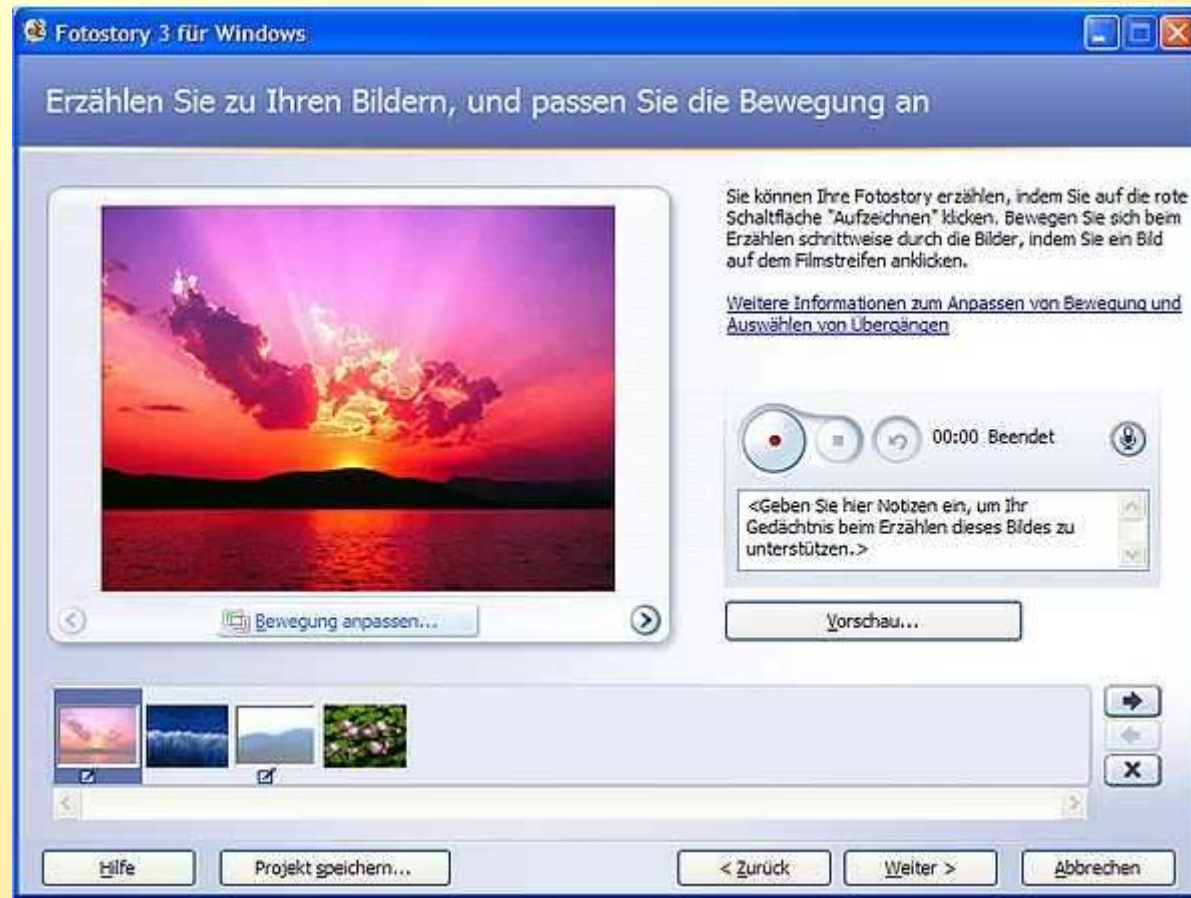 Fotostory 3 für Windows
Erzählen Sie zu Ihren Bildern, und passen Sie die Bewegung an
Sie können Ihre Fotostory erzählen, indem Sie auf die rote
Schaltfläche "Aufzeichnen" klicken. Bewegen Sie sich beim
Erzählen schrittweise durch die Bilder, indem Sie ein Bild
auf dem Filmstreifen anklicken.
Weitere Informationen zum Anpassen von Bewegung und
Auswählen von Übergängen
00:00 Beendet
<Geben Sie hier Notizen ein, um Ihr
Gedächtnis beim Erzählen dieses Bildes zu
unterstützen.>
Bewegung anpassen...
Vorschau...
Hilfe
Projekt speichern...
< Zurück
Weiter >
Abbrechen